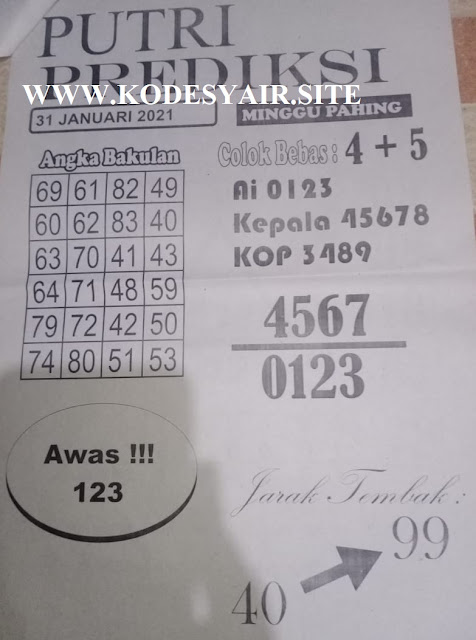 PUTRI
PREDIKSI
WWW.KODESYAIR.SITE
31 JANUARI 2021
MINGGU PAHING
Angka Bakulan
69 61 82 49
60 62 83 40
63 70 41 43
64 71 48 59
79 72 42 50
74 80 51 53
Colok Bebas : 4 + 5
Ai 0123
Kepala 45678
KOP 3489
4567
0123
Awas !!!
123
Jarak Tembak :
99
40